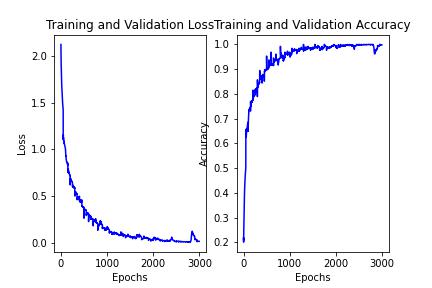 Training and Validation Loss
2.0
1.5
1.0
0.5
0.0
Loss
0 1000 2000 3000
Epochs
Training and Validation Accuracy
1.0
0.9
0.8
0.7
0.6
0.5
0.4
0.3
0.2
Accuracy
0 1000 2000 3000
Epochs